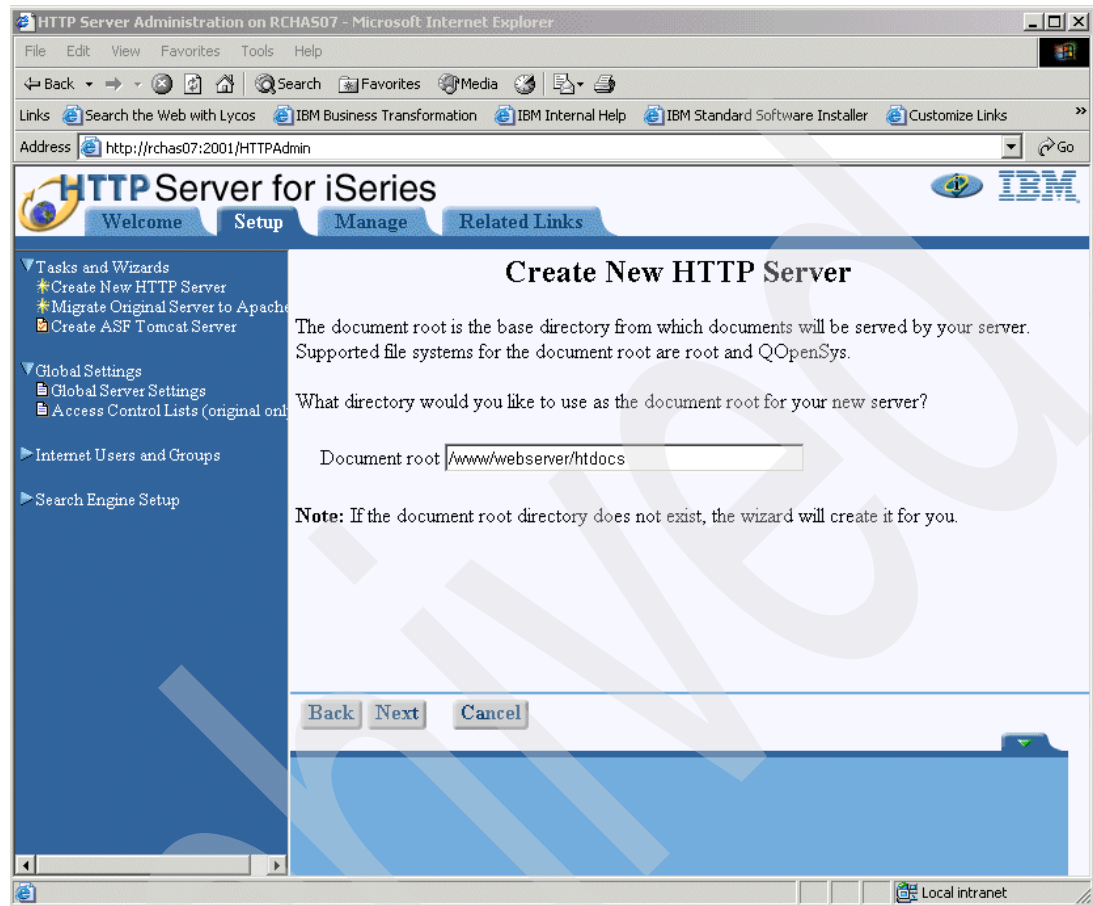 HTTP Server Administration on RCHAS07 - Microsoft Internet Explorer
File Edit View Favorites Tools Help
Back Search Favorites Media
Links Search the Web with Lycos IBM Business Transformation IBM Internal Help IBM Standard Software Installer Customize Links »
Address http://rchas07:2001/HTTPAdmin Go
HTTP Server for iSeries IBM
Welcome Setup Manage Related Links
Tasks and Wizards
Create New HTTP Server
Migrate Original Server to Apache
Create ASF Tomcat Server
Global Settings
Global Server Settings
Access Control Lists (original onl
Internet Users and Groups
Search Engine Setup
Create New HTTP Server
The document root is the base directory from which documents will be served by your server.
Supported file systems for the document root are root and QOpenSys.
What directory would you like to use as the document root for your new server?
Document root /www/webserver/htdocs
Note: If the document root directory does not exist, the wizard will create it for you.
Back Next Cancel
Local intranet